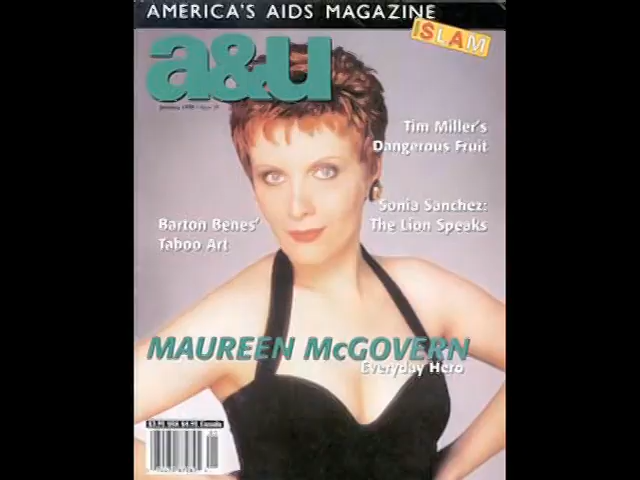 AMERICA'S AIDS MAGAZINE
ISLAM
a&u
Tim Miller's
Dangerous Fruit
Sonia Sanchez:
The Lion Speaks
Barton Benes'
Taboo Art
MAUREEN McGOVERN
Everyday Hero